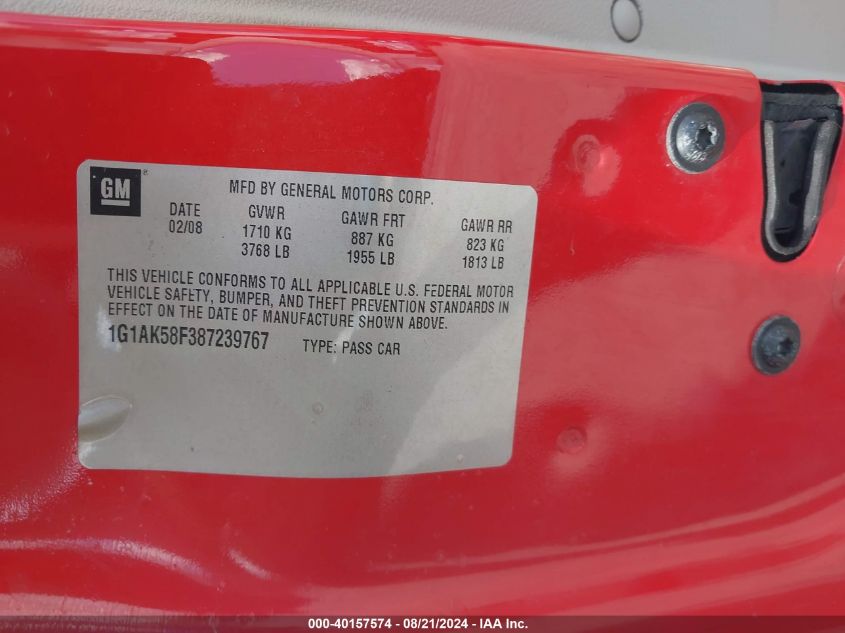 GM ®
MFD BY GENERAL MOTORS CORP.
DATE GVWR GAWR FRT GAWR RR
02/08 1710 KG 887 KG 823 KG
3768 LB 1955 LB 1813 LB
THIS VEHICLE CONFORMS TO ALL APPLICABLE U.S. FEDERAL MOTOR
VEHICLE SAFETY, BUMPER, AND THEFT PREVENTION STANDARDS IN
EFFECT ON THE DATE OF MANUFACTURE SHOWN ABOVE.
1G1AK58F387239767 TYPE: PASS CAR
000-40157574 - 08/21/2024 - IAA Inc.